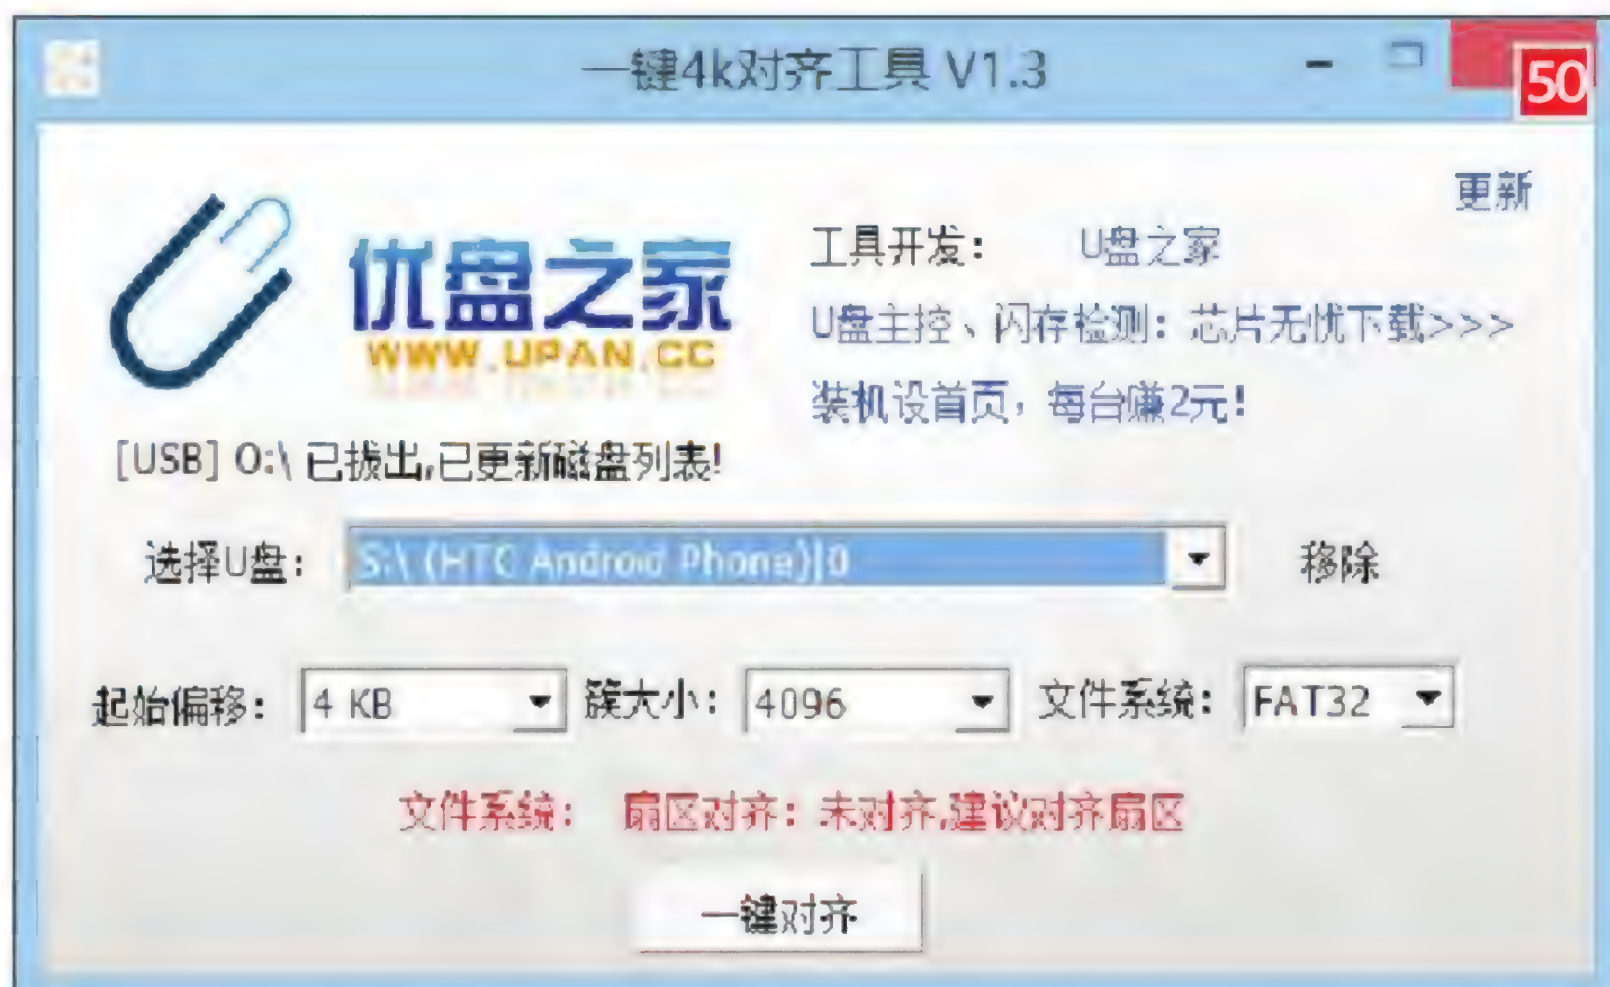 一键4k对齐工具 V1.3
50
更新
优盘之家
WWW.UPAN.CC
工具开发： U盘之家
U盘主控、闪存检测：芯片无忧下载>>>
装机设首页，每台赚2元!
[USB] O:\ 已拔出,已更新磁盘列表!
选择U盘： S:\ (HTC Android Phone)|0 移除
起始偏移： 4 KB 簇大小： 4096 文件系统： FAT32
文件系统： 扇区对齐：未对齐,建议对齐扇区
一键对齐